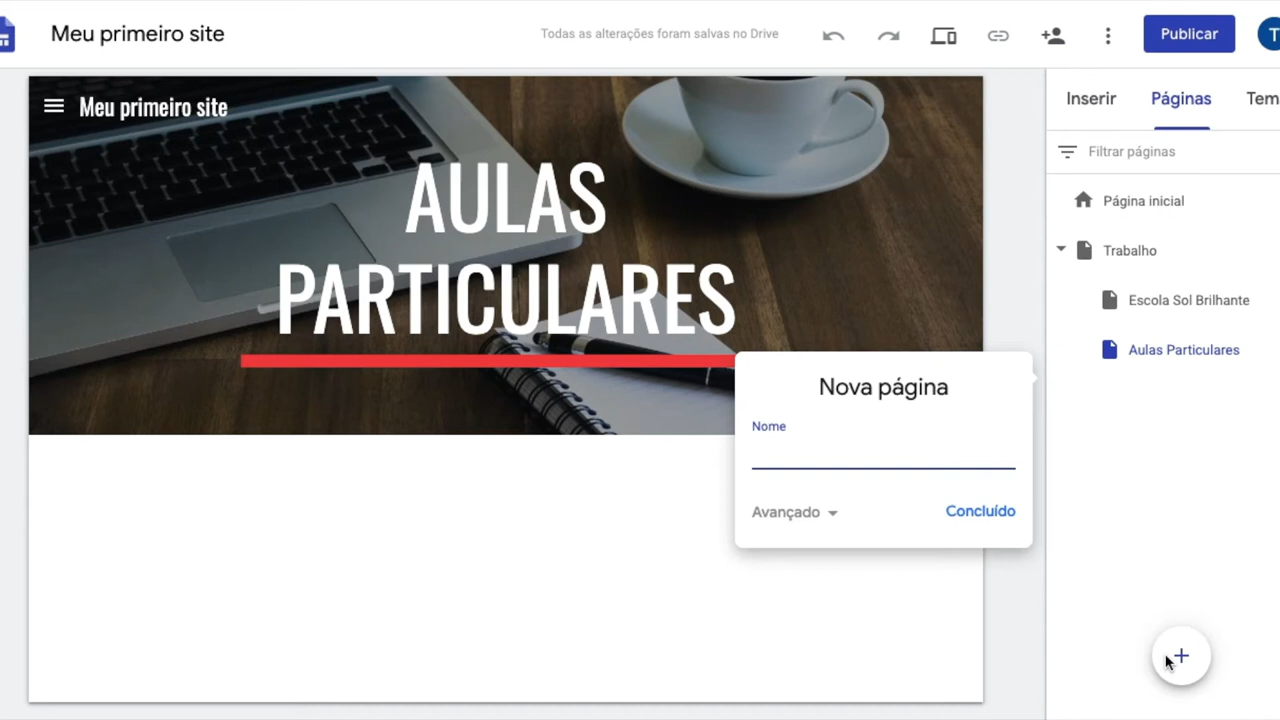 Meu primeiro site
Todas as alterações foram salvas no Drive
Publicar
T
Meu primeiro site
AULAS
PARTICULARES
Inserir
Páginas
Tem
Filtrar páginas
Página inicial
Trabalho
Escola Sol Brilhante
Aulas Particulares
Nova página
Nome
Avançado
Concluído